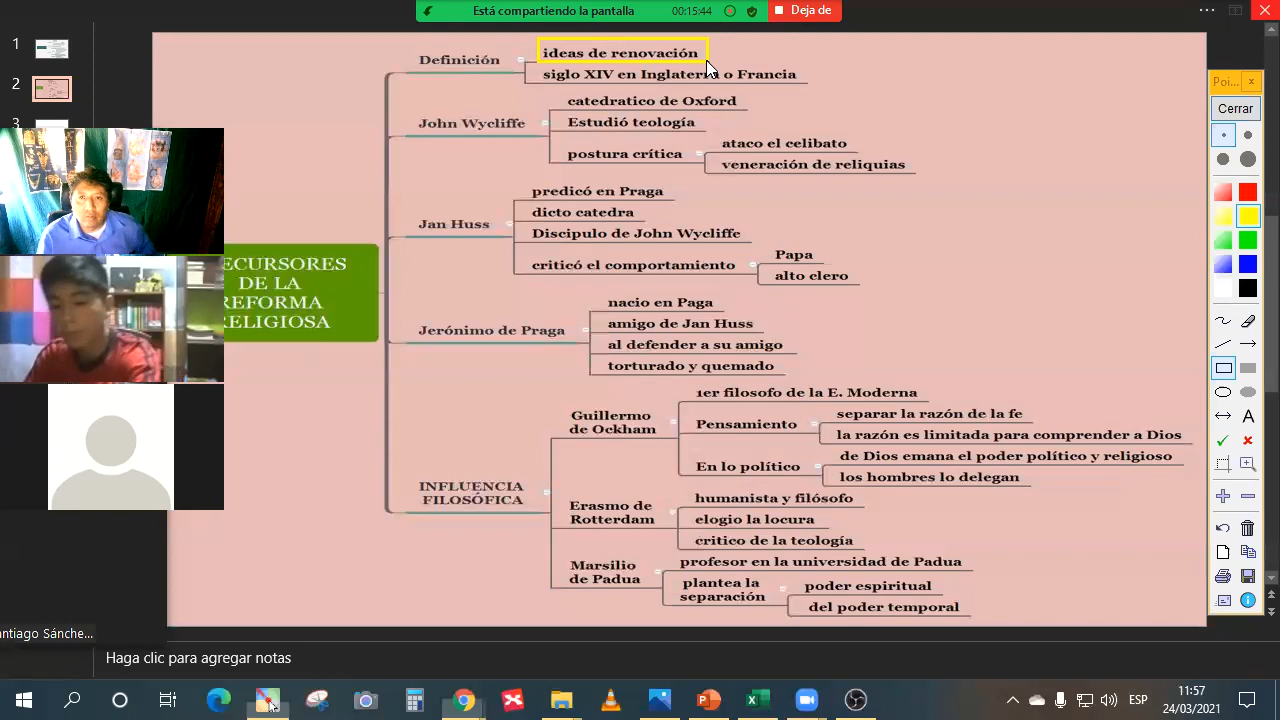 Está compartiendo la pantalla
00:15:44
Deja de
1
2
3
Definición
ideas de renovación
siglo XIV en Inglaterra o Francia
John Wycliffe
catedratico de Oxford
Estudió teología
postura crítica
ataco el celibato
veneración de reliquias
Jan Huss
predicó en Praga
dicto catedra
Discipulo de John Wycliffe
criticó el comportamiento
Papa
alto clero
ECURSORES
DE LA
REFORMA
RELIGIOSA
Jerónimo de Praga
nacio en Paga
amigo de Jan Huss
al defender a su amigo
torturado y quemado
INFLUENCIA
FILOSÓFICA
Guillermo
de Ockham
1er filosofo de la E. Moderna
Pensamiento
separar la razón de la fe
la razón es limitada para comprender a Dios
En lo político
de Dios emana el poder político y religioso
los hombres lo delegan
Erasmo de
Rotterdam
humanista y filósofo
elogio la locura
critico de la teología
Marsilio
de Padua
profesor en la universidad de Padua
plantea la
separación
poder espiritual
del poder temporal
Poi...
Cerrar
A
ntiago Sánche...
Haga clic para agregar notas
ESP
11:57
24/03/2021